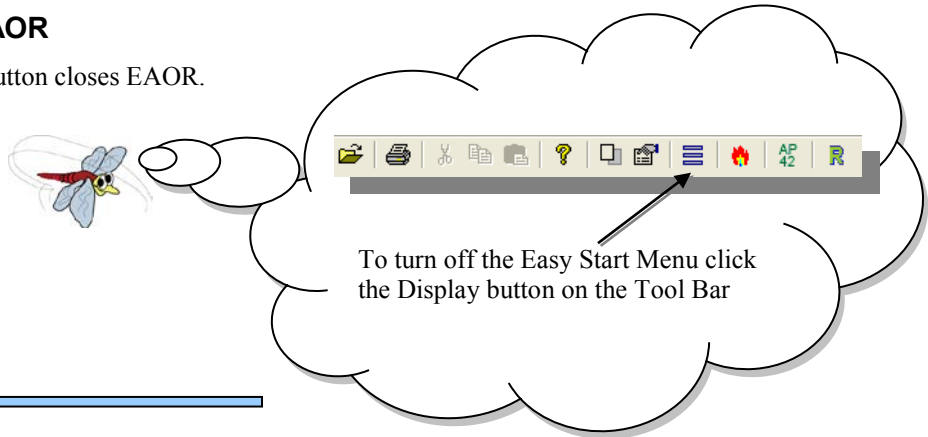 AOR
utton closes EAOR.
? AP 42 R
To turn off the Easy Start Menu click
the Display button on the Tool Bar